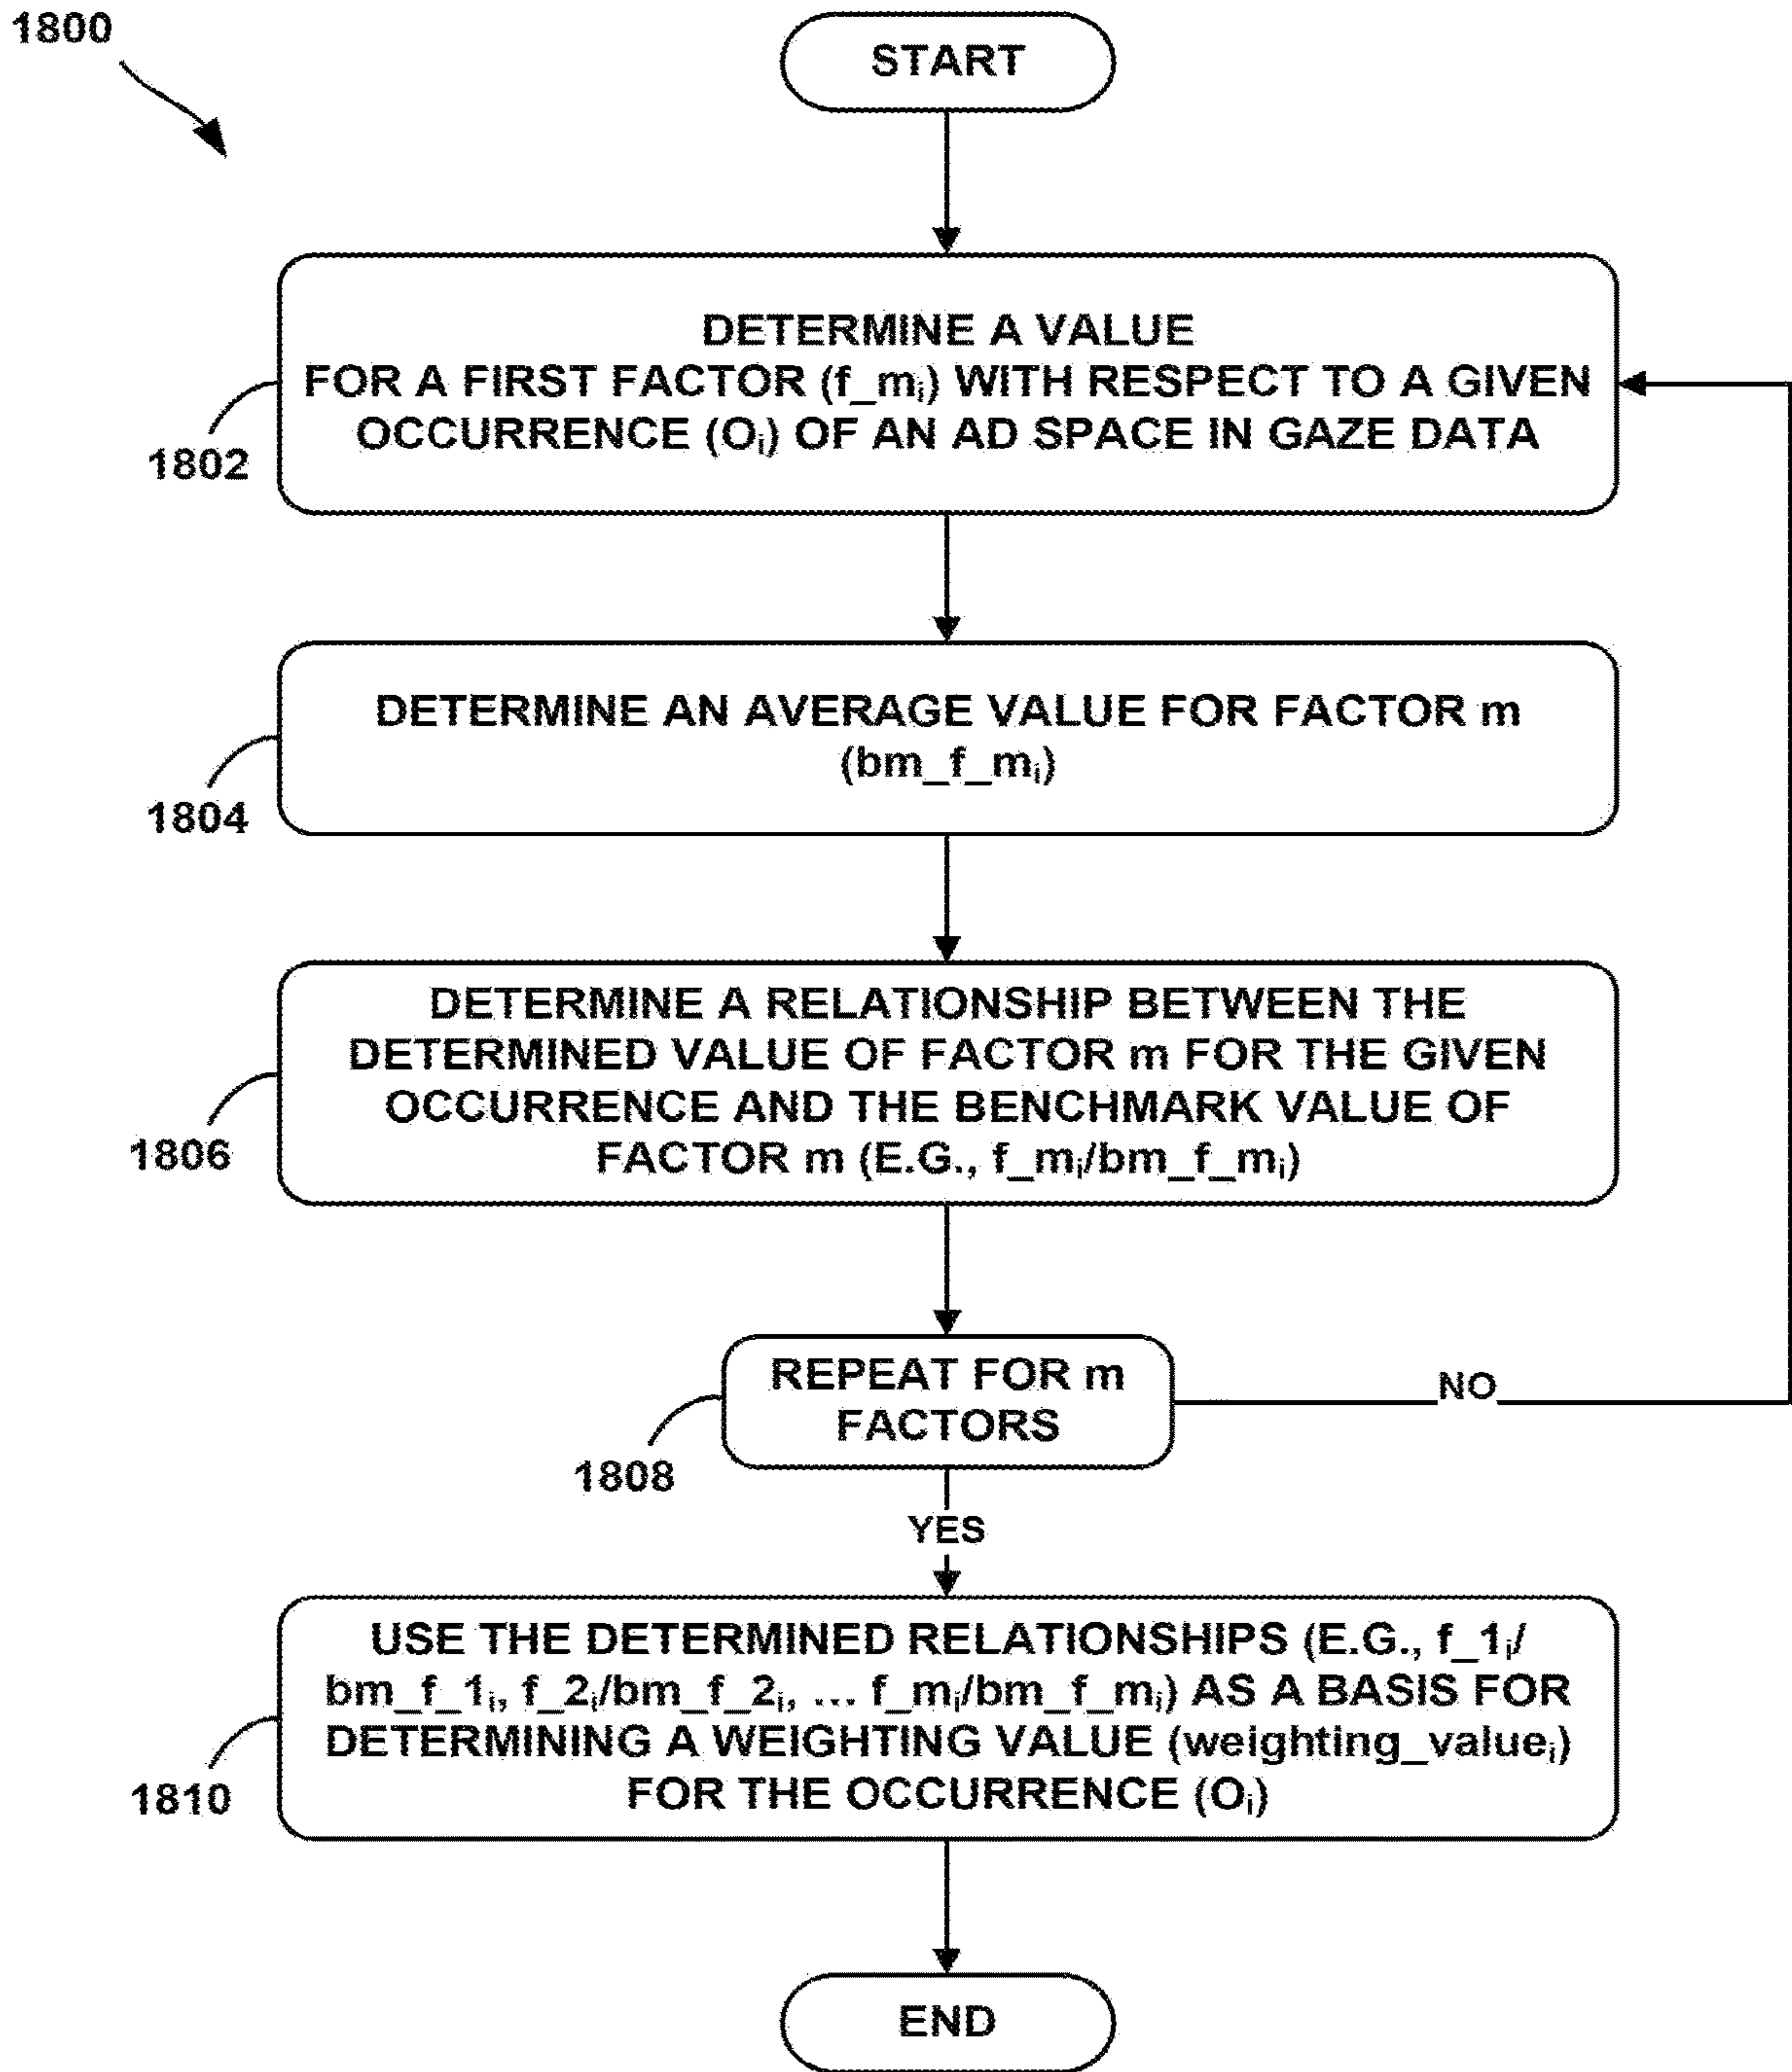 1800
START
DETERMINE A VALUE
FOR A FIRST FACTOR (f_mᵢ) WITH RESPECT TO A GIVEN
OCCURRENCE (Oᵢ) OF AN AD SPACE IN GAZE DATA
1802
DETERMINE AN AVERAGE VALUE FOR FACTOR m
(bm_f_mᵢ)
1804
DETERMINE A RELATIONSHIP BETWEEN THE
DETERMINED VALUE OF FACTOR m FOR THE GIVEN
OCCURRENCE AND THE BENCHMARK VALUE OF
FACTOR m (E.G., f_mᵢ/bm_f_mᵢ)
1806
REPEAT FOR m
FACTORS
NO
1808
YES
USE THE DETERMINED RELATIONSHIPS (E.G., f_1ᵢ/
bm_f_1ᵢ, f_2ᵢ/bm_f_2ᵢ, ... f_mᵢ/bm_f_mᵢ) AS A BASIS FOR
DETERMINING A WEIGHTING VALUE (weighting_valueᵢ)
FOR THE OCCURRENCE (Oᵢ)
1810
END